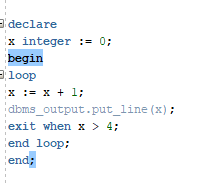 declare
x integer := 0;
begin
loop
x := x + 1;
dbms_output.put_line(x);
exit when x > 4;
end loop;
end;